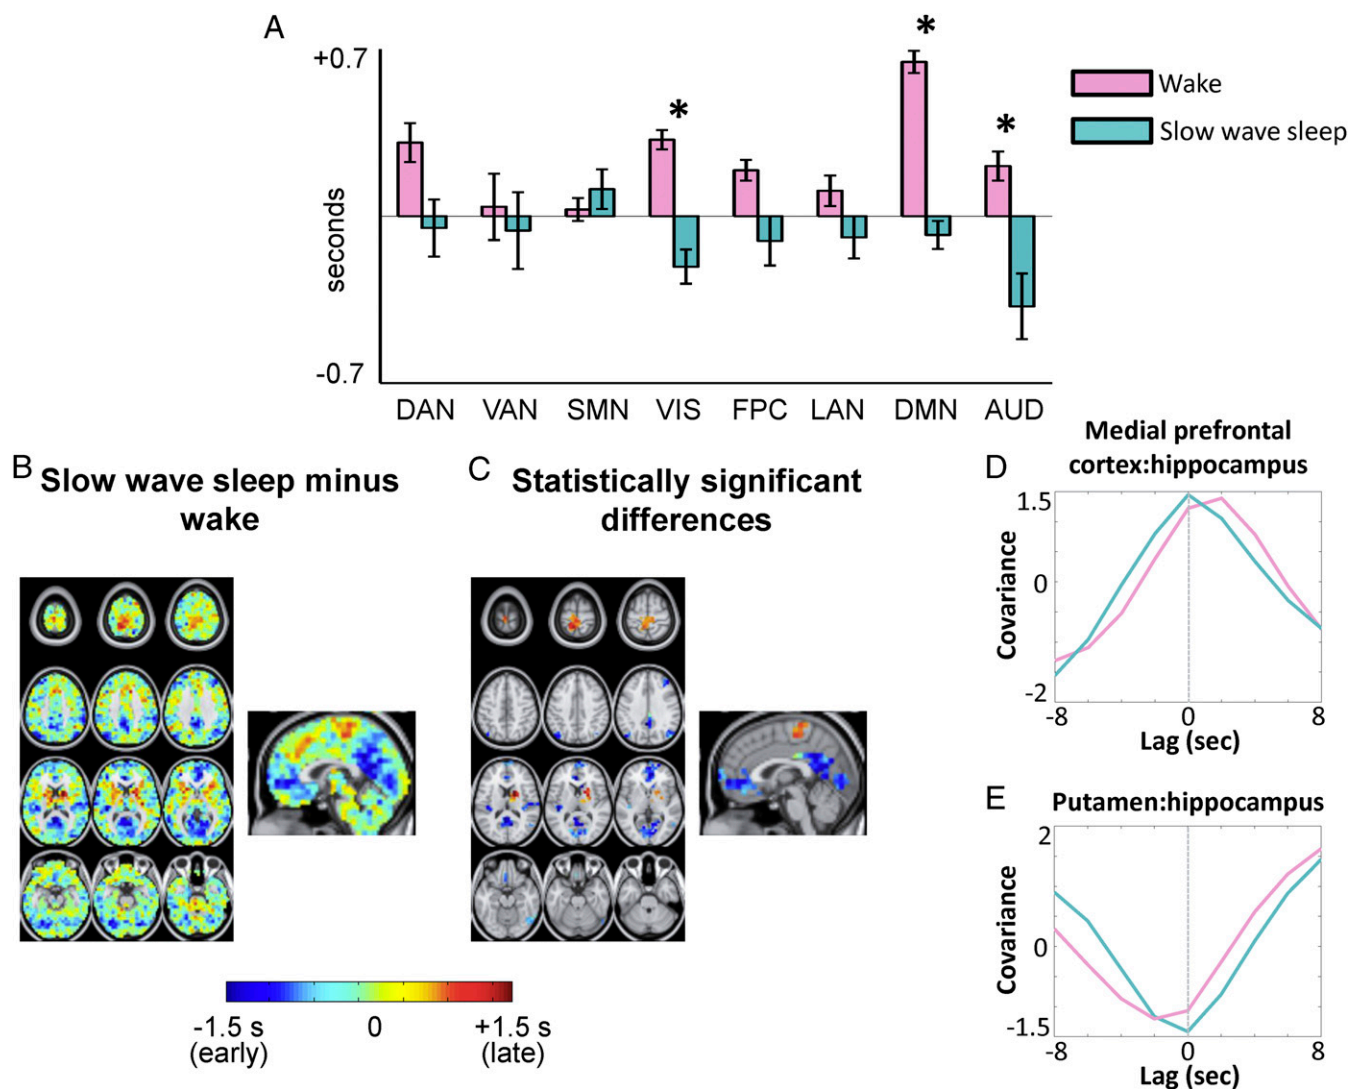 A
+0.7
seconds
-0.7
*
*
*
Wake
Slow wave sleep
DAN VAN SMN VIS FPC LAN DMN AUD
B
Slow wave sleep minus
wake
C
Statistically significant
differences
-1.5 s 0 +1.5 s
(early) (late)
D
Medial prefrontal
cortex:hippocampus
1.5
Covariance
0
-2
-8 0 8
Lag (sec)
E
Putamen:hippocampus
2
Covariance
0
-1.5
-8 0 8
Lag (sec)